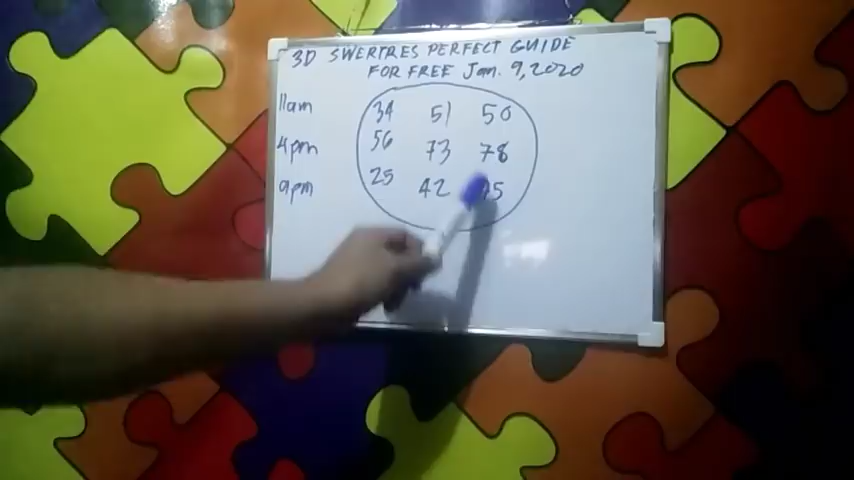 3D SWERTRES PERFECT GUIDE
FOR FREE Jan. 9, 2020
11am 34 51 50
4pm 56 73 78
9pm 25 42